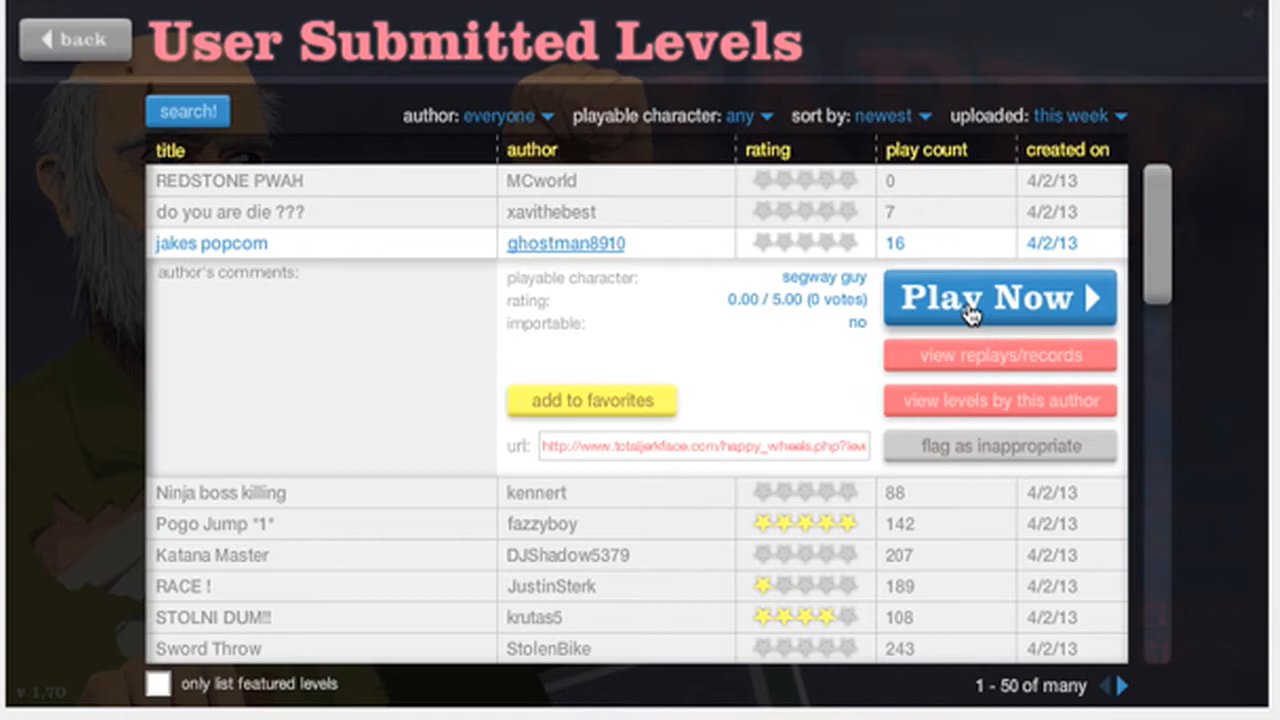 back
User Submitted Levels
search!
author: everyone playable character: any sort by: newest uploaded: this week
title author rating play count created on
REDSTONE PWAH MCworld 0 4/2/13
do you are die ??? xavithebest 7 4/2/13
jakes popcorn ghostman8910 16 4/2/13
author's comments:
playable character: segway guy
rating: 0.00 / 5.00 (0 votes)
importable: no
Play Now
view replays/records
add to favorites
view levels by this author
url: http://www.totaljerkface.com/happy_wheels.php?leve
flag as inappropriate
Ninja boss killing kennert 88 4/2/13
Pogo Jump "1" fazzyboy 142 4/2/13
Katana Master DJShadow5379 207 4/2/13
RACE ! JustinSterk 189 4/2/13
STOLNI DUM!!! krutas5 108 4/2/13
Sword Throw StolenBike 243 4/2/13
only list featured levels
1 - 50 of many
v 1.70